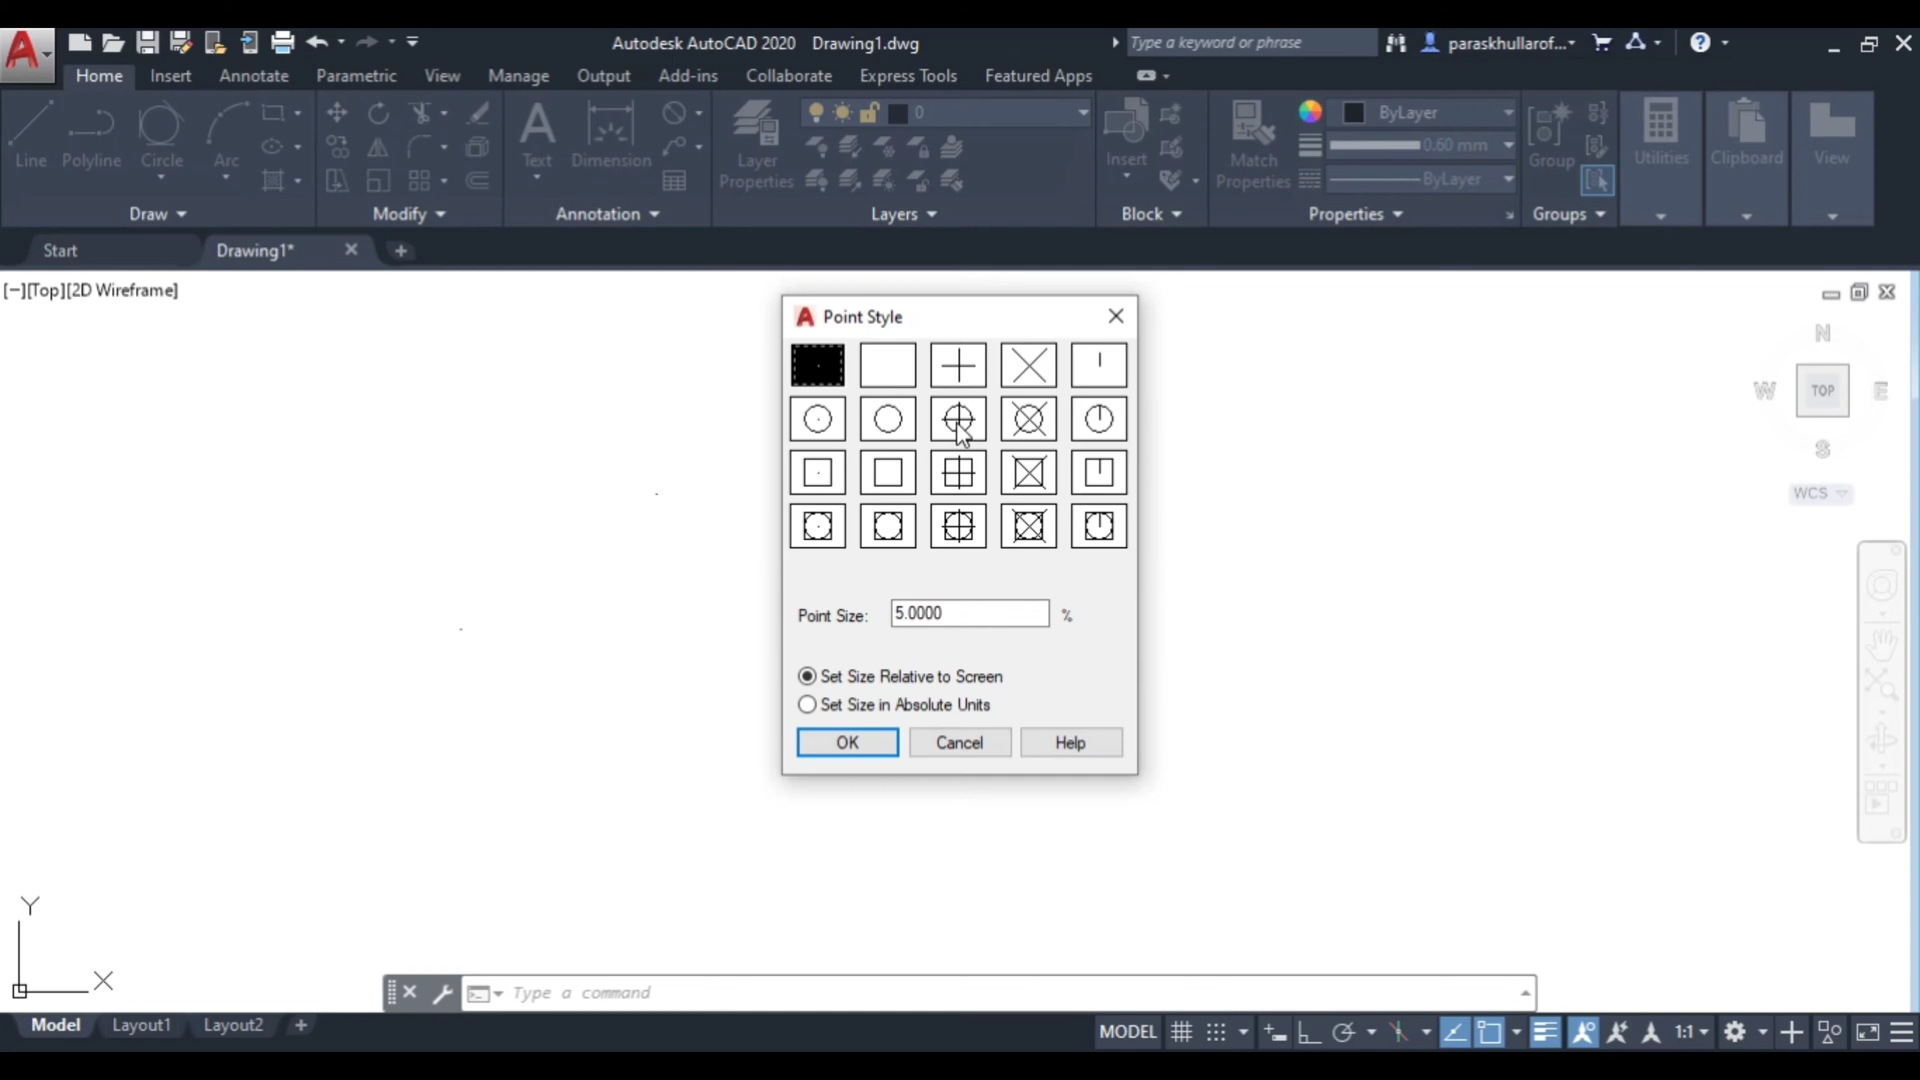 Autodesk AutoCAD 2020 Drawing1.dwg
Type a keyword or phrase
paraskhullarof...
Home Insert Annotate Parametric View Manage Output Add-ins Collaborate Express Tools Featured Apps
0
ByLayer
0.60 mm
ByLayer
Line Polyline Circle Arc
Text Dimension
Layer Properties
Insert
Match Properties
Group
Utilities
Clipboard
View
Draw Modify Annotation Layers Block Properties Groups
Start Drawing1*
[−][Top][2D Wireframe]
Point Style
Point Size: 5.0000 %
Set Size Relative to Screen
Set Size in Absolute Units
OK Cancel Help
N
W TOP E
S
WCS
Y
X
Type a command
Model Layout1 Layout2
MODEL 1:1